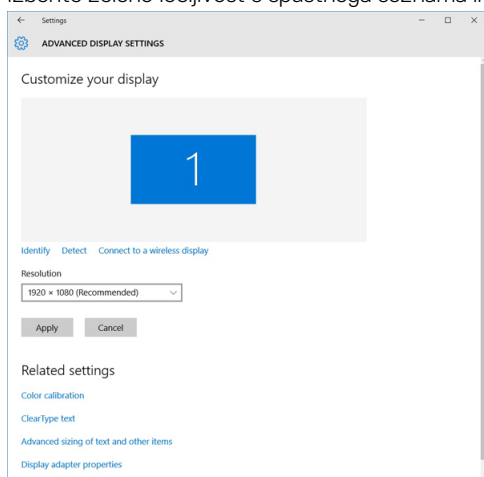 Settings
ADVANCED DISPLAY SETTINGS
Customize your display
1
Identify Detect Connect to a wireless display
Resolution
1920 × 1080 (Recommended)
Apply Cancel
Related settings
Color calibration
ClearType text
Advanced sizing of text and other items
Display adapter properties